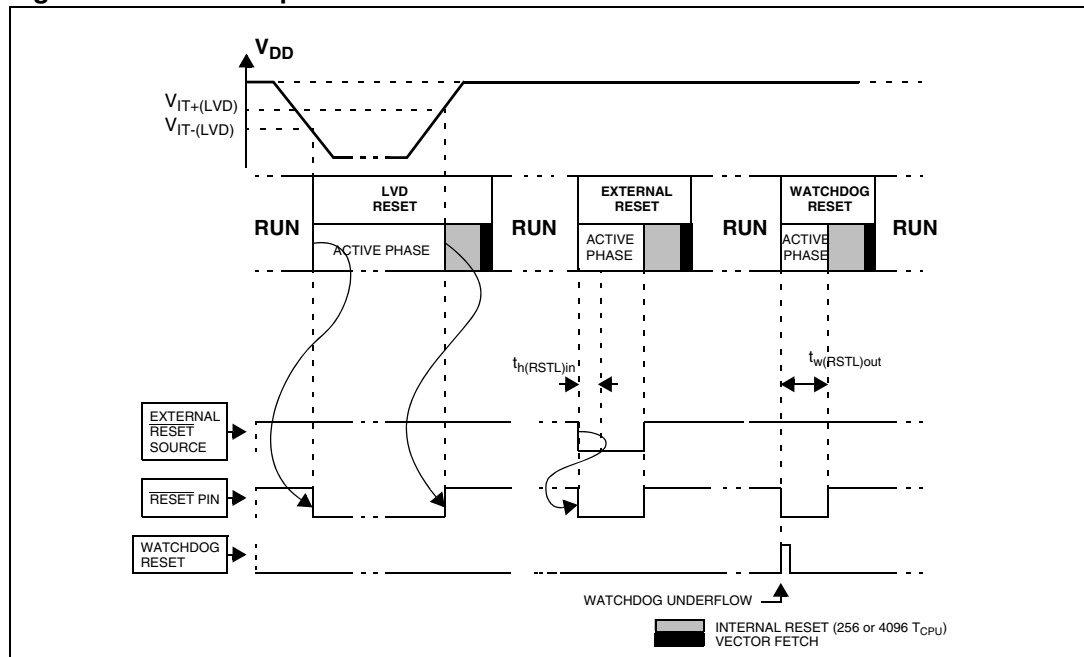 V_DD
V_IT+(LVD)
V_IT-(LVD)
LVD
RESET
EXTERNAL
RESET
WATCHDOG
RESET
RUN
ACTIVE PHASE
RUN
ACTIVE
PHASE
RUN
ACTIVE
PHASE
RUN
t_h(RSTL)in
t_w(RSTL)out
EXTERNAL
RESET
SOURCE
RESET PIN
WATCHDOG
RESET
WATCHDOG UNDERFLOW
INTERNAL RESET (256 or 4096 T_CPU)
VECTOR FETCH